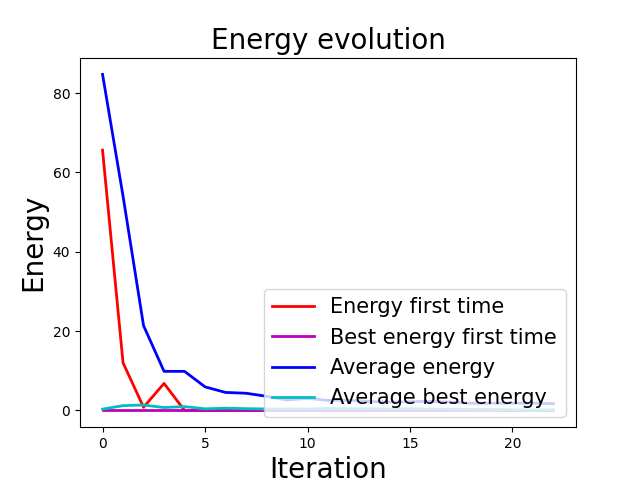 Energy evolution
Energy
80
60
40
20
0
Energy first time
Best energy first time
Average energy
Average best energy
0 5 10 15 20
Iteration